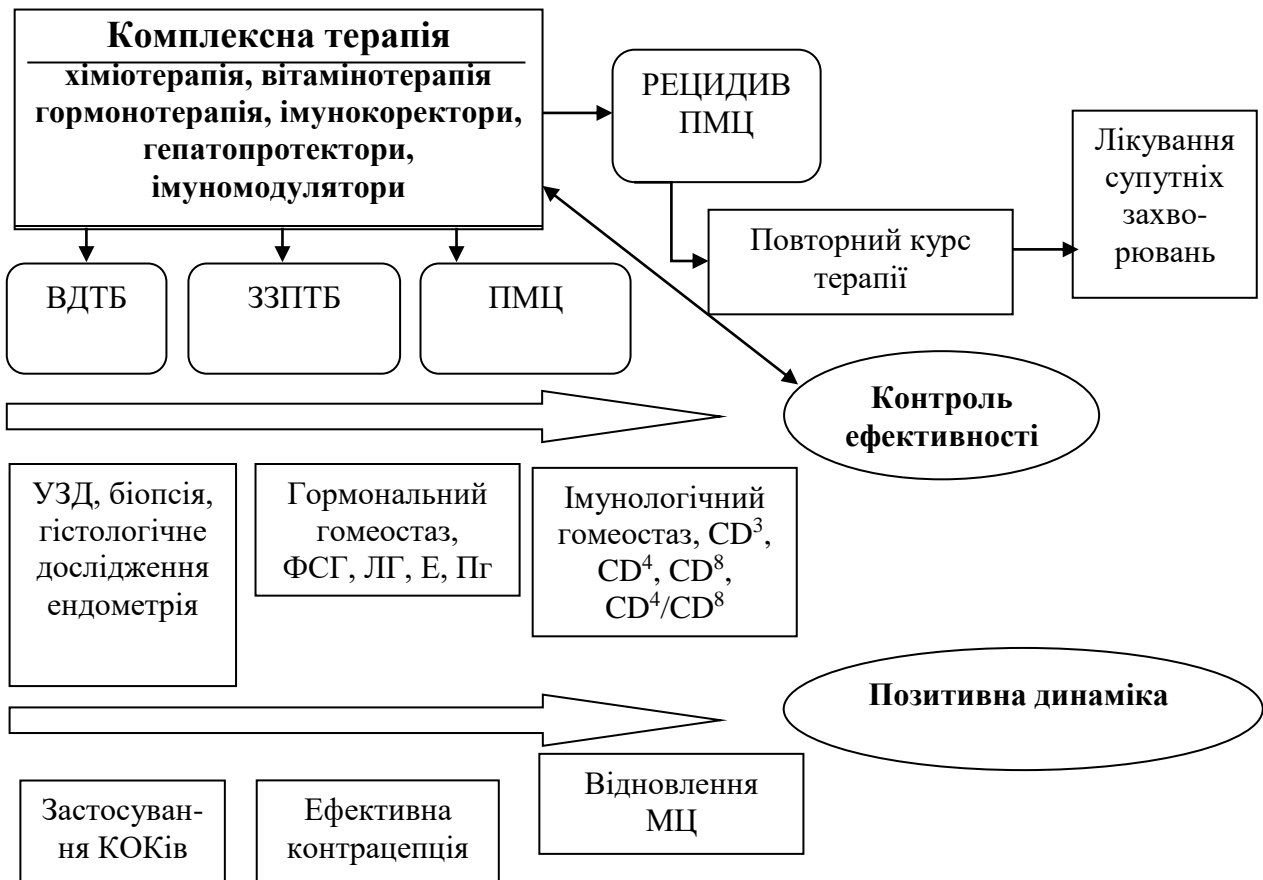 Комплексна терапія
хіміотерапія, вітамінотерапія
гормонотерапія, імунокоректори,
гепатопротектори,
імуномодулятори
РЕЦИДИВ
ПМЦ
Лікування
супутніх
захво-
рювань
Повторний курс
терапії
ВДТБ
ЗЗПТБ
ПМЦ
Контроль
ефективності
УЗД, біопсія,
гістологічне
дослідження
ендометрія
Гормональний
гомеостаз,
ФСГ, ЛГ, Е, Пг
Імунологічний
гомеостаз, CD³,
CD⁴, CD⁸,
CD⁴/CD⁸
Позитивна динаміка
Застосуван-
ня КОКів
Ефективна
контрацепція
Відновлення
МЦ